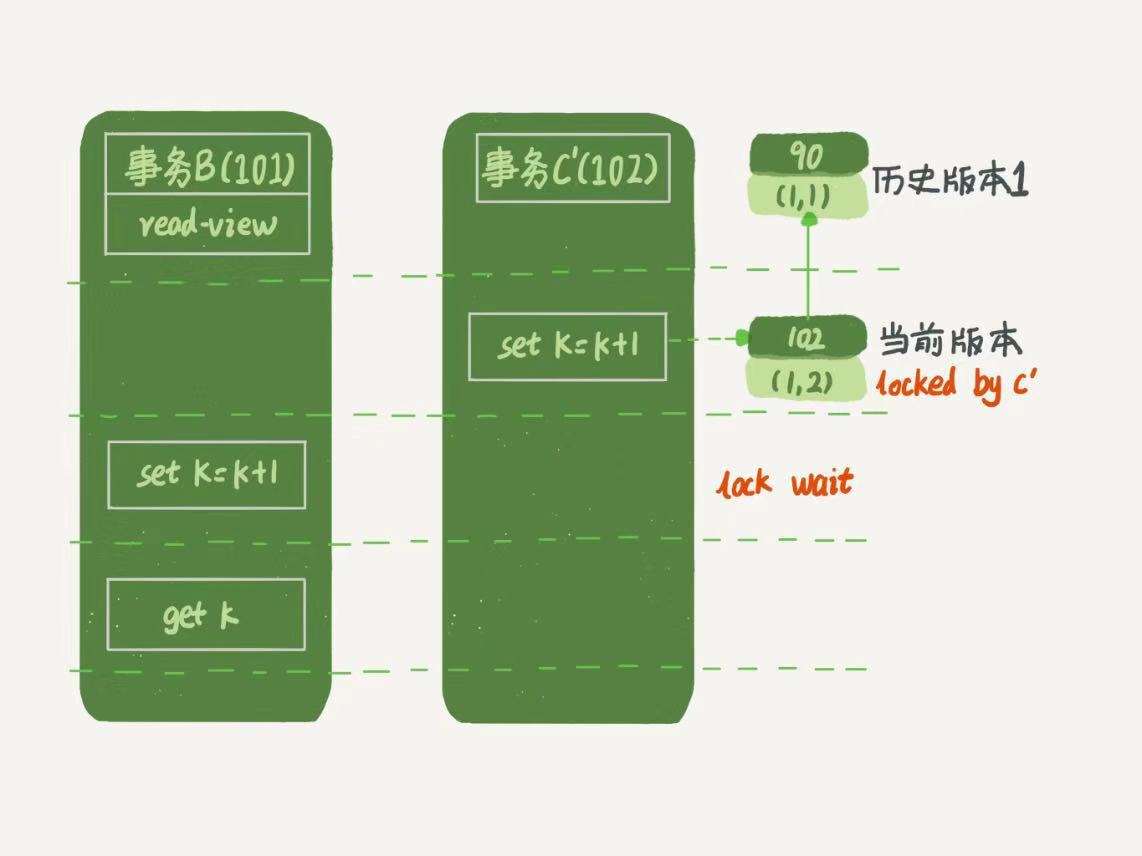 事务B(101)
read-view
事务C'(102)
90
(1,1)
历史版本1
set k=k+1
102
(1,2)
当前版本
locked by c'
set k=k+1
lock wait
get k